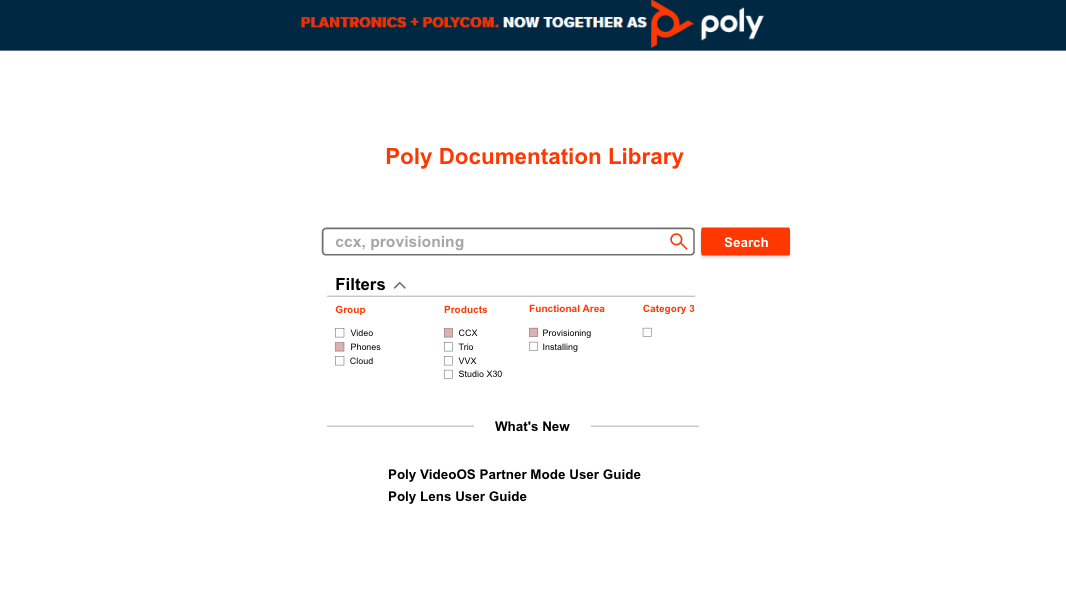 PLANTRONICS + POLYCOM. NOW TOGETHER AS poly
Poly Documentation Library
ccx, provisioning
Search
Filters
Group
Video
Phones
Cloud
Products
CCX
Trio
VVX
Studio X30
Functional Area
Provisioning
Installing
Category 3
What's New
Poly VideoOS Partner Mode User Guide
Poly Lens User Guide